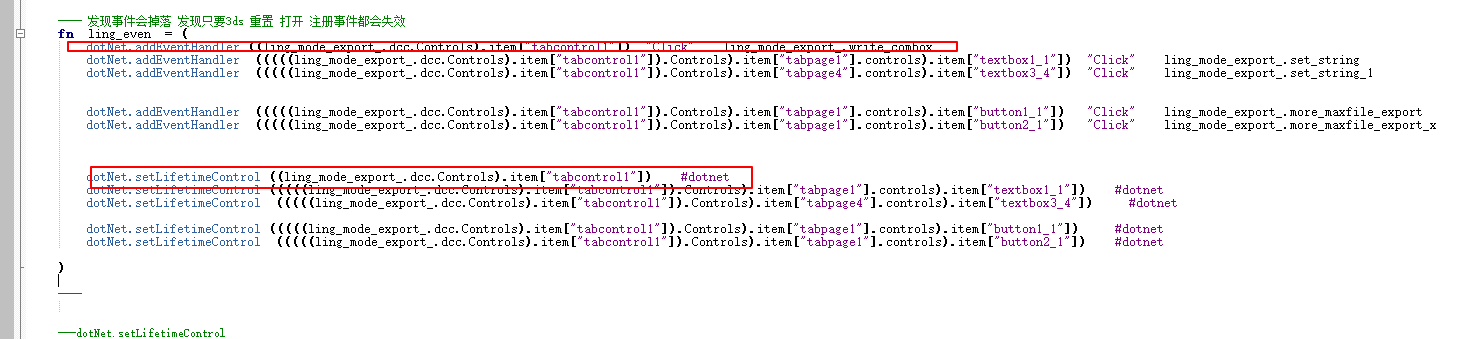 ---- 发现事件会掉落 发现只要3ds 重置 打开 注册事件都会失效
fn ling_even = (
dotNet.addEventHandler ((ling_mode_export_.dcc.Controls).item["tabcontrol1"]) "Click" ling_mode_export_.write_combox
dotNet.addEventHandler (((((ling_mode_export_.dcc.Controls).item["tabcontrol1"]).Controls).item["tabpage1"].controls).item["textbox1_1"]) "Click" ling_mode_export_.set_string
dotNet.addEventHandler (((((ling_mode_export_.dcc.Controls).item["tabcontrol1"]).Controls).item["tabpage4"].controls).item["textbox3_4"]) "Click" ling_mode_export_.set_string_1
dotNet.addEventHandler (((((ling_mode_export_.dcc.Controls).item["tabcontrol1"]).Controls).item["tabpage1"].controls).item["button1_1"]) "Click" ling_mode_export_.more_maxfile_export
dotNet.addEventHandler (((((ling_mode_export_.dcc.Controls).item["tabcontrol1"]).Controls).item["tabpage1"].controls).item["button2_1"]) "Click" ling_mode_export_.more_maxfile_export_x
dotNet.setLifetimeControl ((ling_mode_export_.dcc.Controls).item["tabcontrol1"]) #dotnet
dotNet.setLifetimeControl (((((ling_mode_export_.dcc.Controls).item["tabcontrol1"]).Controls).item["tabpage1"].controls).item["textbox1_1"]) #dotnet
dotNet.setLifetimeControl (((((ling_mode_export_.dcc.Controls).item["tabcontrol1"]).Controls).item["tabpage4"].controls).item["textbox3_4"]) #dotnet
dotNet.setLifetimeControl (((((ling_mode_export_.dcc.Controls).item["tabcontrol1"]).Controls).item["tabpage1"].controls).item["button1_1"]) #dotnet
dotNet.setLifetimeControl (((((ling_mode_export_.dcc.Controls).item["tabcontrol1"]).Controls).item["tabpage1"].controls).item["button2_1"]) #dotnet
)
----
---dotNet.setLifetimeControl